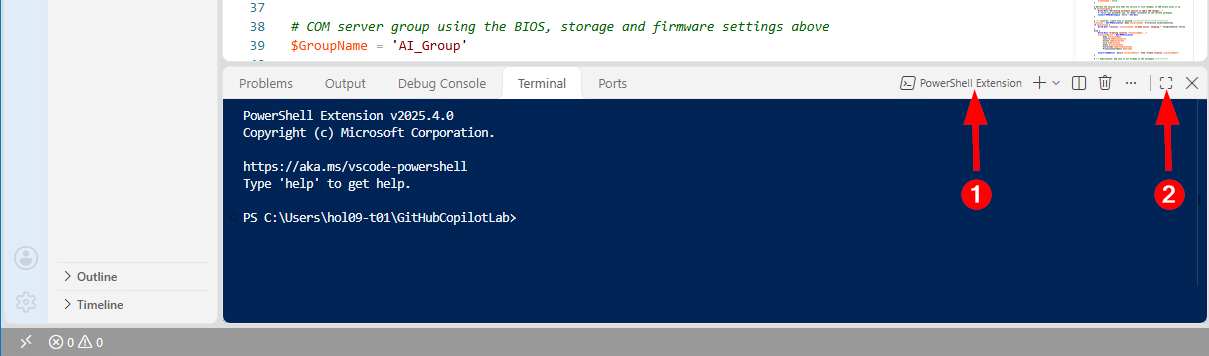 37
38 # COM server group using the BIOS, storage and firmware settings above
39 $GroupName = 'AI_Group'
Problems Output Debug Console Terminal Ports PowerShell Extension
PowerShell Extension v2025.4.0
Copyright (c) Microsoft Corporation.
https://aka.ms/vscode-powershell
Type 'help' to get help.
1 2
PS C:\Users\hol09-t01\GitHubCopilotLab>
Outline
Timeline
0 0